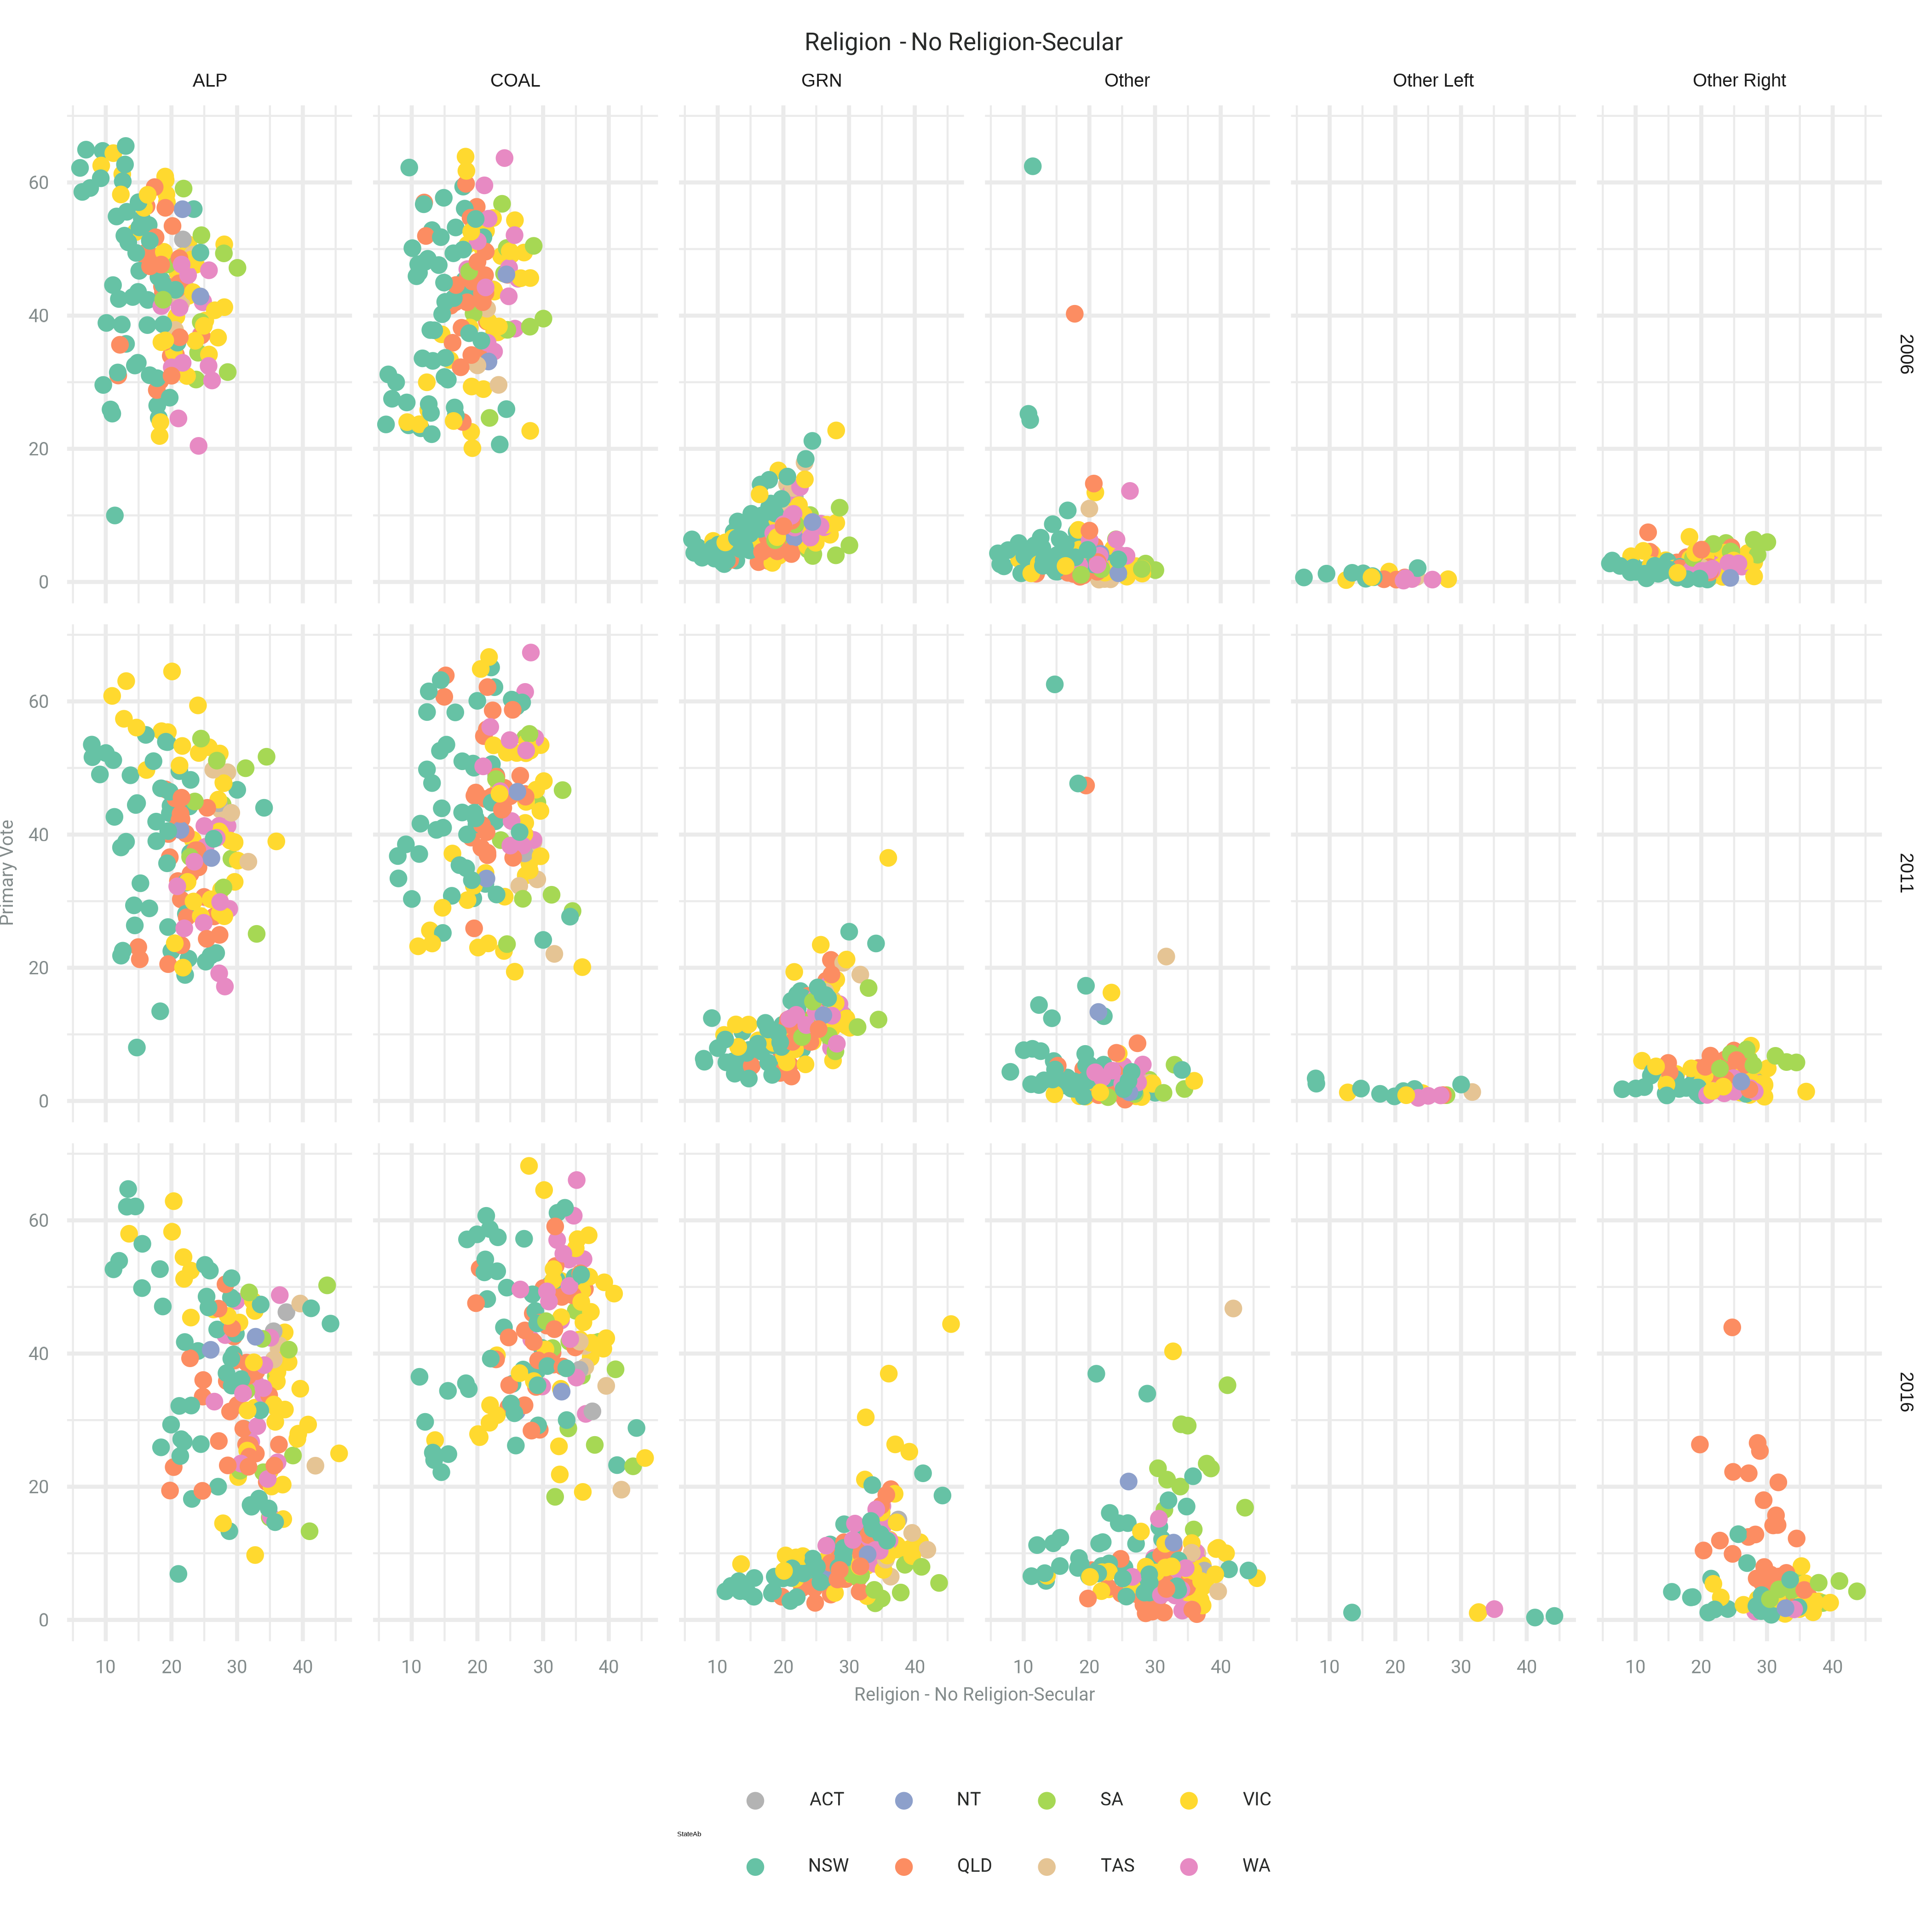 Religion - No Religion-Secular
ALP COAL GRN Other Other Left Other Right
60
40
20
0
2006
60
40
20
0
2011
Primary Vote
60
40
20
0
2016
10 20 30 40 10 20 30 40 10 20 30 40 10 20 30 40 10 20 30 40 10 20 30 40
Religion - No Religion-Secular
ACT NT SA VIC
StateAb
NSW QLD TAS WA